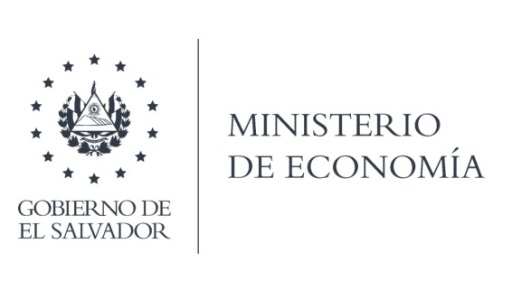 GOBIERNO DE
EL SALVADOR
MINISTERIO
DE ECONOMÍA